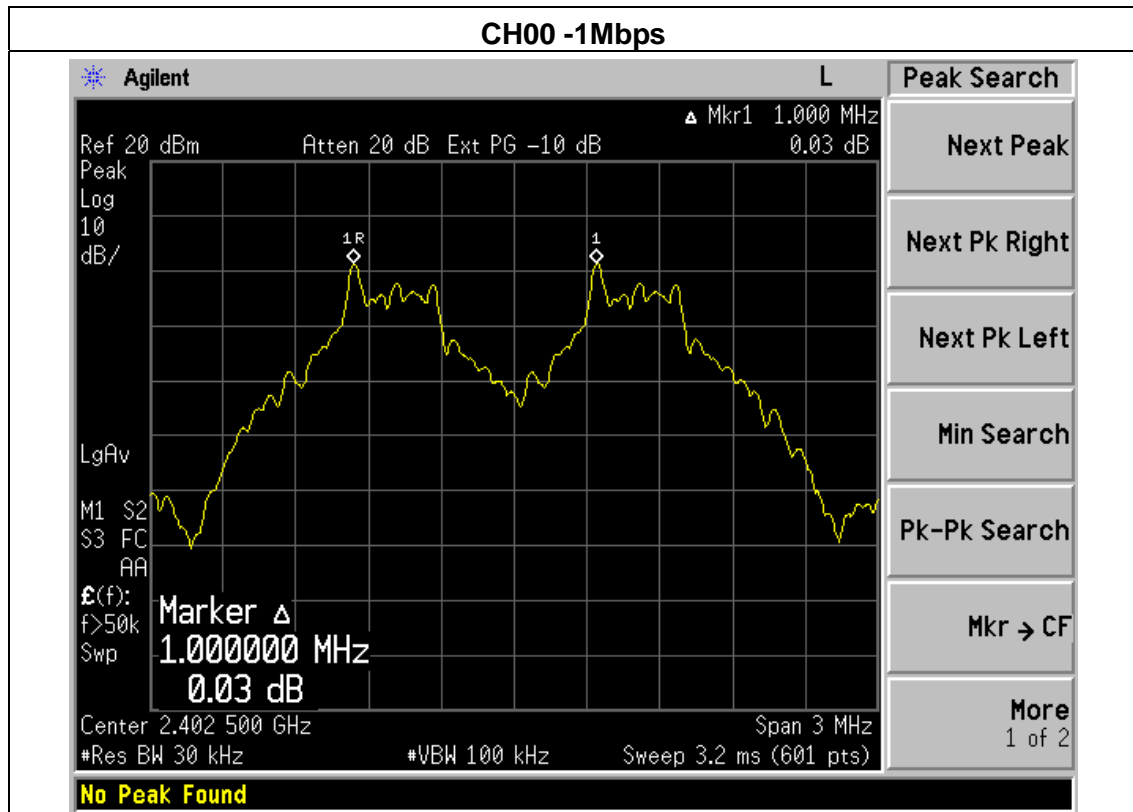 CH00 -1Mbps
Agilent L Peak Search
Δ Mkr1 1.000 MHz
Ref 20 dBm Atten 20 dB Ext PG -10 dB 0.03 dB
Peak
Log
10
dB/
1R
1
LgAv
M1 S2
S3 FC
AA
£(f):
f>50k
Swp
Marker Δ
1.000000 MHz
0.03 dB
Center 2.402 500 GHz Span 3 MHz
#Res BW 30 kHz #VBW 100 kHz Sweep 3.2 ms (601 pts)
No Peak Found
Next Peak
Next Pk Right
Next Pk Left
Min Search
Pk-Pk Search
Mkr → CF
More
1 of 2